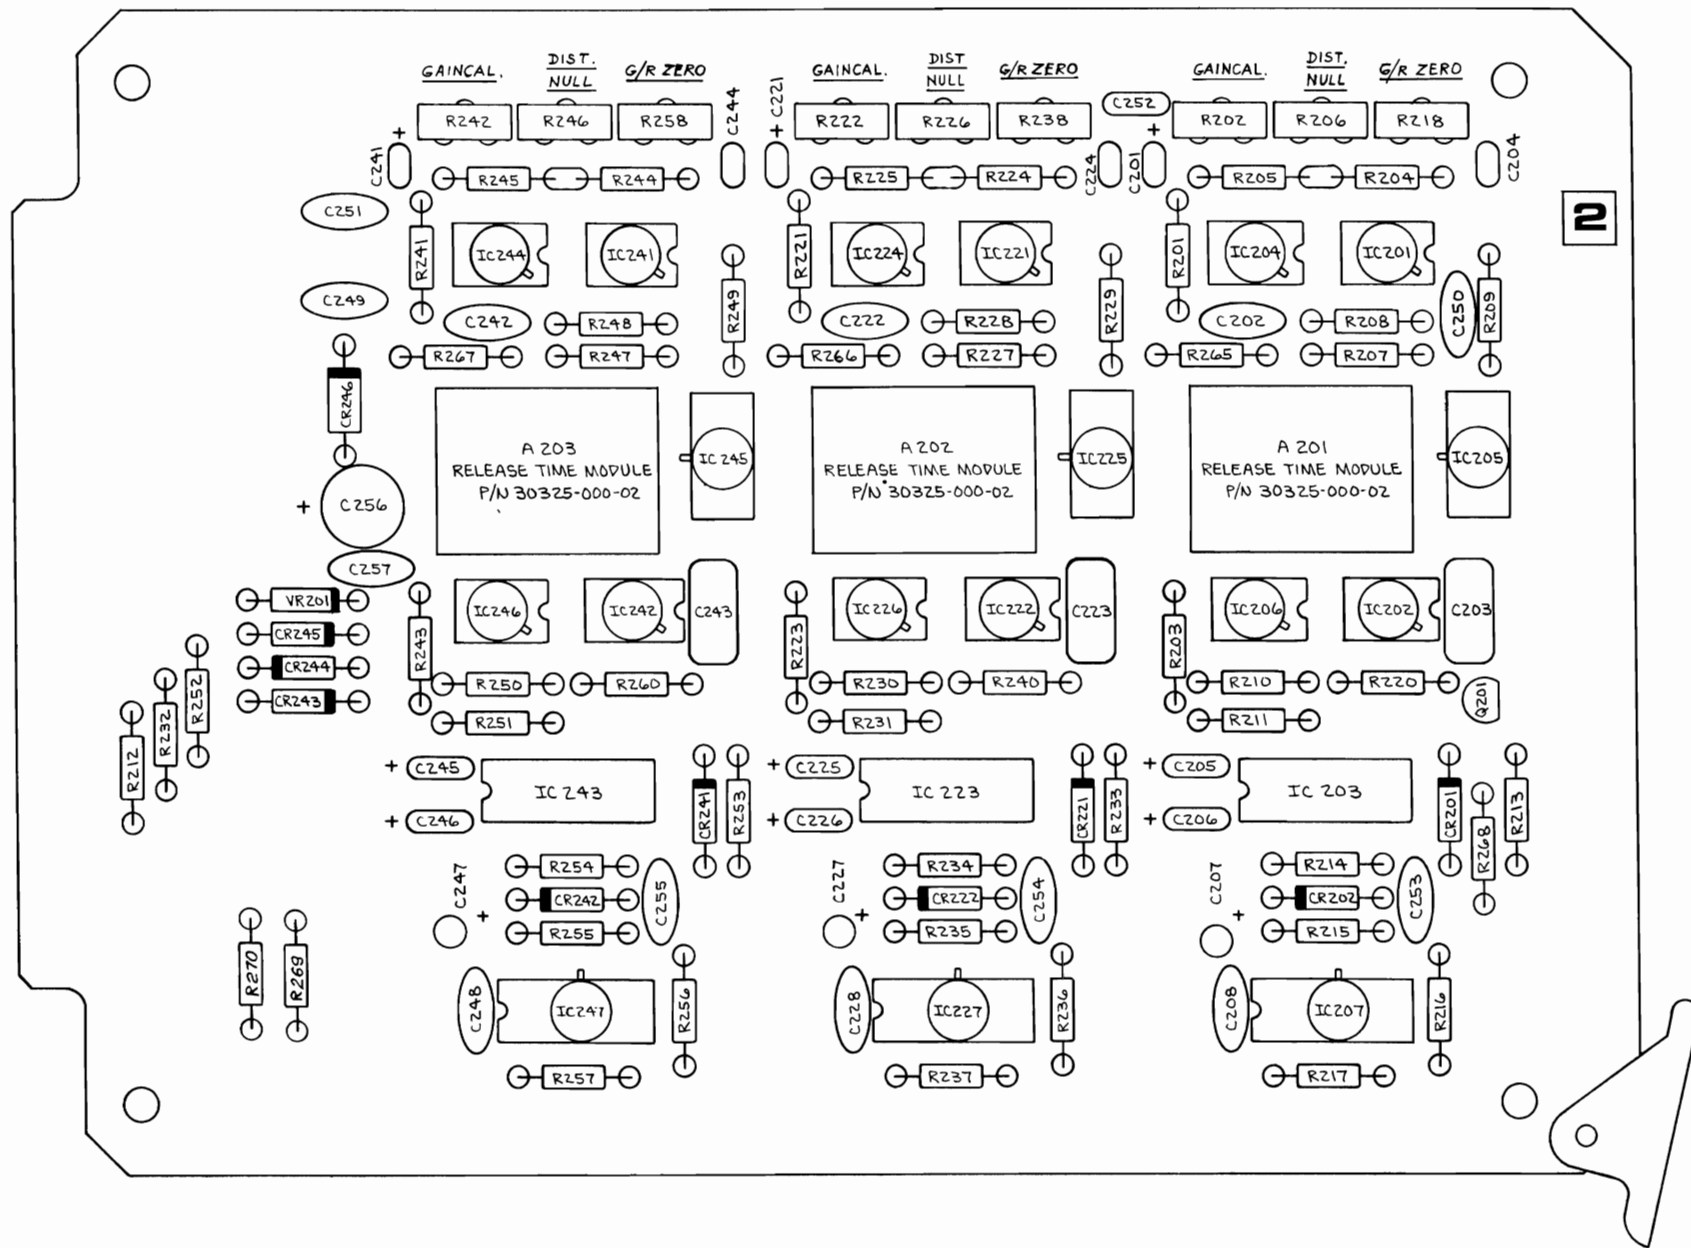 GAINCAL.
DIST.
NULL
G/R ZERO
GAINCAL.
DIST
NULL
G/R ZERO
GAINCAL.
DIST.
NULL
G/R ZERO
R242
R246
R258
C244
+ C221
R222
R226
R238
C252
R202
R206
R218
+
C241
R245
R244
R225
R224
C224
+
C201
R205
R204
C204
2
C251
R241
IC244
IC241
R249
R221
IC224
IC221
R229
R201
IC204
IC201
C250
R209
C249
C242
R248
C222
R228
C202
R208
R267
R247
R266
R227
R265
R207
CR246
A 203
RELEASE TIME MODULE
P/N 30325-000-02
IC 245
A 202
RELEASE TIME MODULE
P/N 30325-000-02
IC225
A 201
RELEASE TIME MODULE
P/N 30325-000-02
IC205
+
C256
C257
VR201
CR245
CR244
CR243
R243
IC246
IC242
C243
R223
IC226
IC222
C223
R203
IC206
IC202
C203
R252
R232
R212
R250
R260
R230
R240
R210
R220
Q201
R251
R231
R211
+ C245
+ C246
IC 243
CR241
R253
+ C225
+ C226
IC 223
CR221
R233
+ C205
+ C206
IC 203
CR201
R268
R213
C247
+
R254
CR242
R255
C255
C227
+
R234
CR222
R235
C254
C207
+
R214
CR202
R215
C253
R270
R269
C248
IC247
R256
C228
IC227
R236
C208
IC207
R216
R257
R237
R217